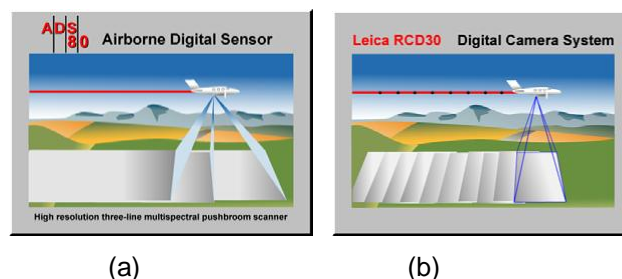 ADS
80 Airborne Digital Sensor
High resolution three-line multispectral pushbroom scanner
Leica RCD30 Digital Camera System
(a)
(b)